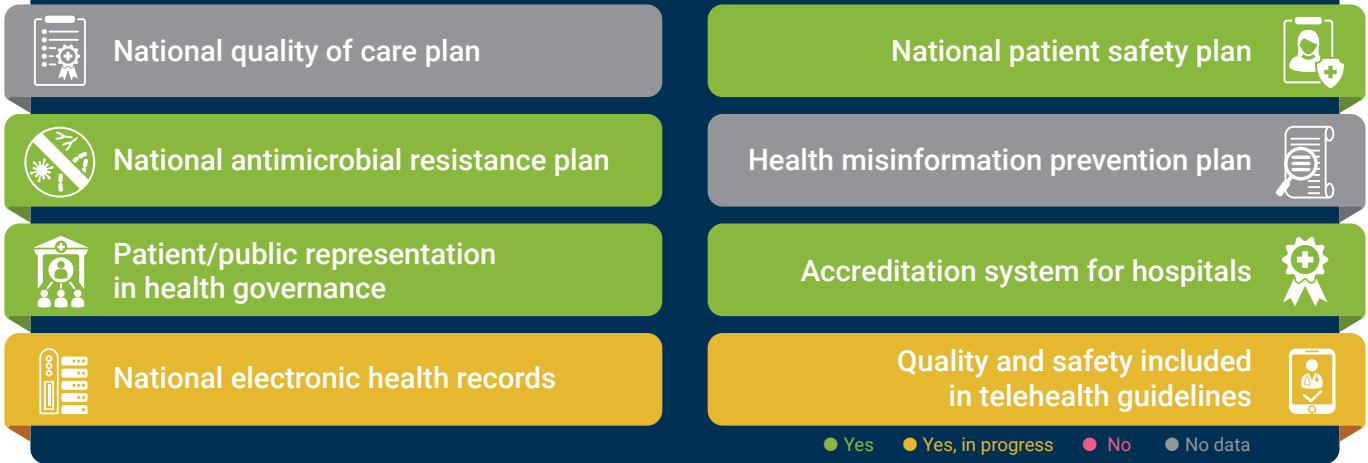 National quality of care plan
National patient safety plan
National antimicrobial resistance plan
Health misinformation prevention plan
Patient/public representation
in health governance
Accreditation system for hospitals
National electronic health records
Quality and safety included
in telehealth guidelines
Yes Yes, in progress No No data